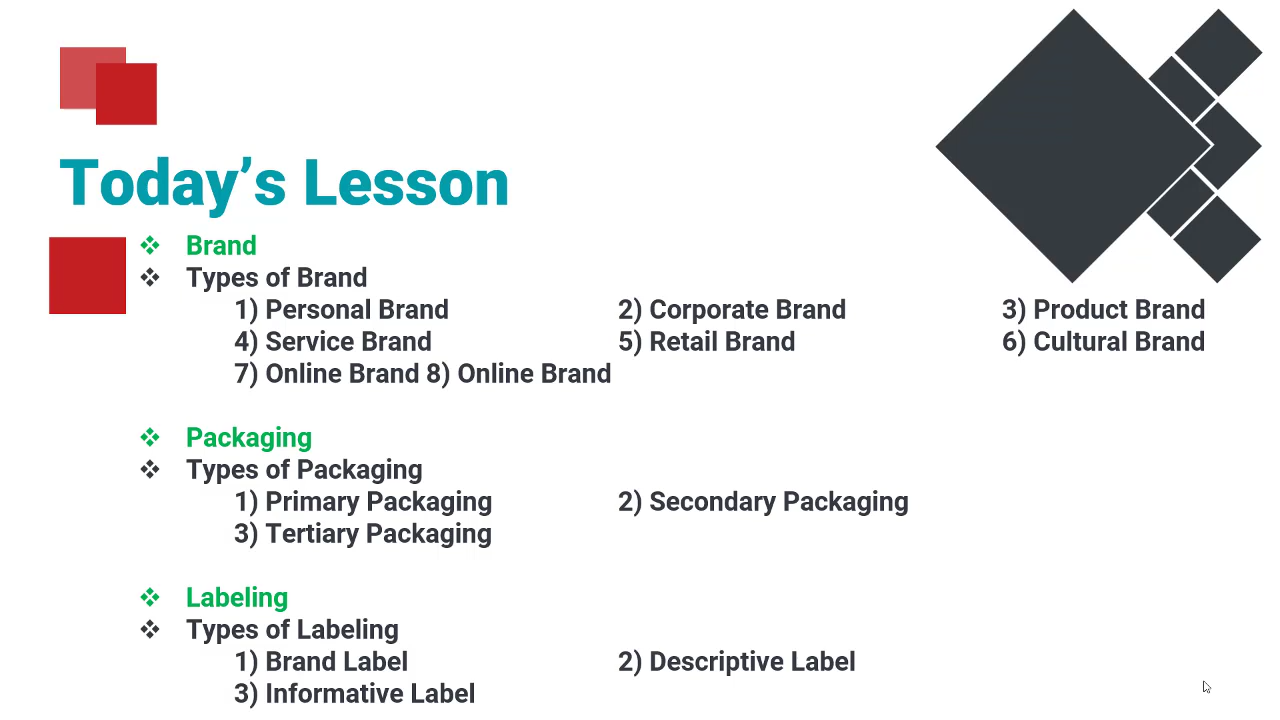 Today’s Lesson
Brand
Types of Brand
1) Personal Brand 2) Corporate Brand 3) Product Brand
4) Service Brand 5) Retail Brand 6) Cultural Brand
7) Online Brand 8) Online Brand
Packaging
Types of Packaging
1) Primary Packaging 2) Secondary Packaging
3) Tertiary Packaging
Labeling
Types of Labeling
1) Brand Label 2) Descriptive Label
3) Informative Label